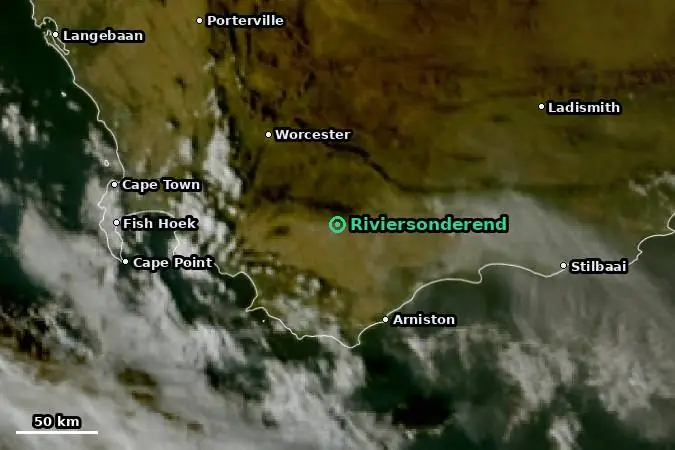 Porterville
Langebaan
Ladismith
Worcester
Cape Town
Fish Hoek
Riviersonderend
Cape Point
Stilbaai
Arniston
50 km